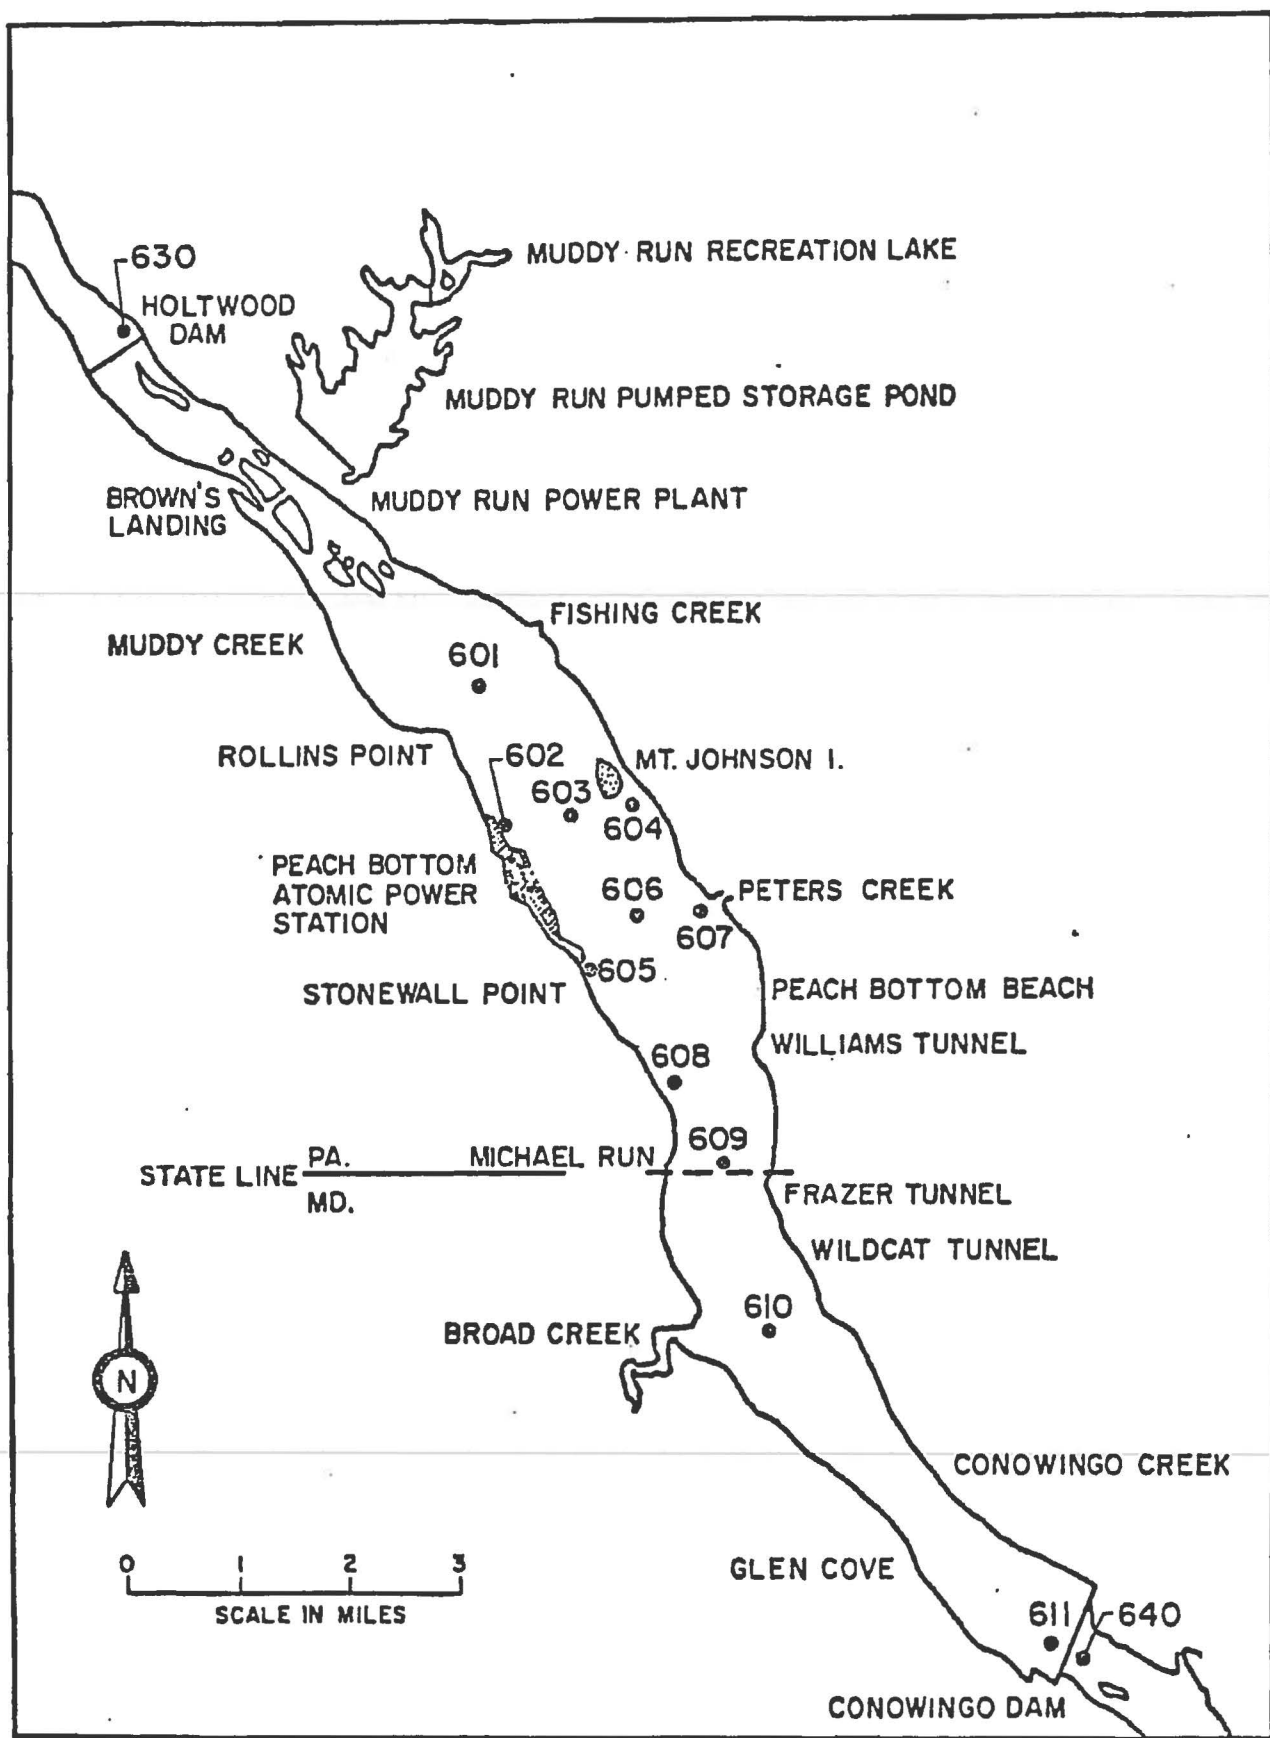 MUDDY RUN RECREATION LAKE
630
HOLTWOOD
DAM
MUDDY RUN PUMPED STORAGE POND
BROWN'S
LANDING
MUDDY RUN POWER PLANT
FISHING CREEK
MUDDY CREEK
601
ROLLINS POINT
602
MT. JOHNSON I.
603
604
PEACH BOTTOM
ATOMIC POWER
STATION
606
PETERS CREEK
607
605
STONEWALL POINT
PEACH BOTTOM BEACH
WILLIAMS TUNNEL
608
609
STATE LINE
PA.
MICHAEL RUN
MD.
FRAZER TUNNEL
WILDCAT TUNNEL
610
BROAD CREEK
N
CONOWINGO CREEK
0 1 2 3
SCALE IN MILES
GLEN COVE
611
640
CONOWINGO DAM